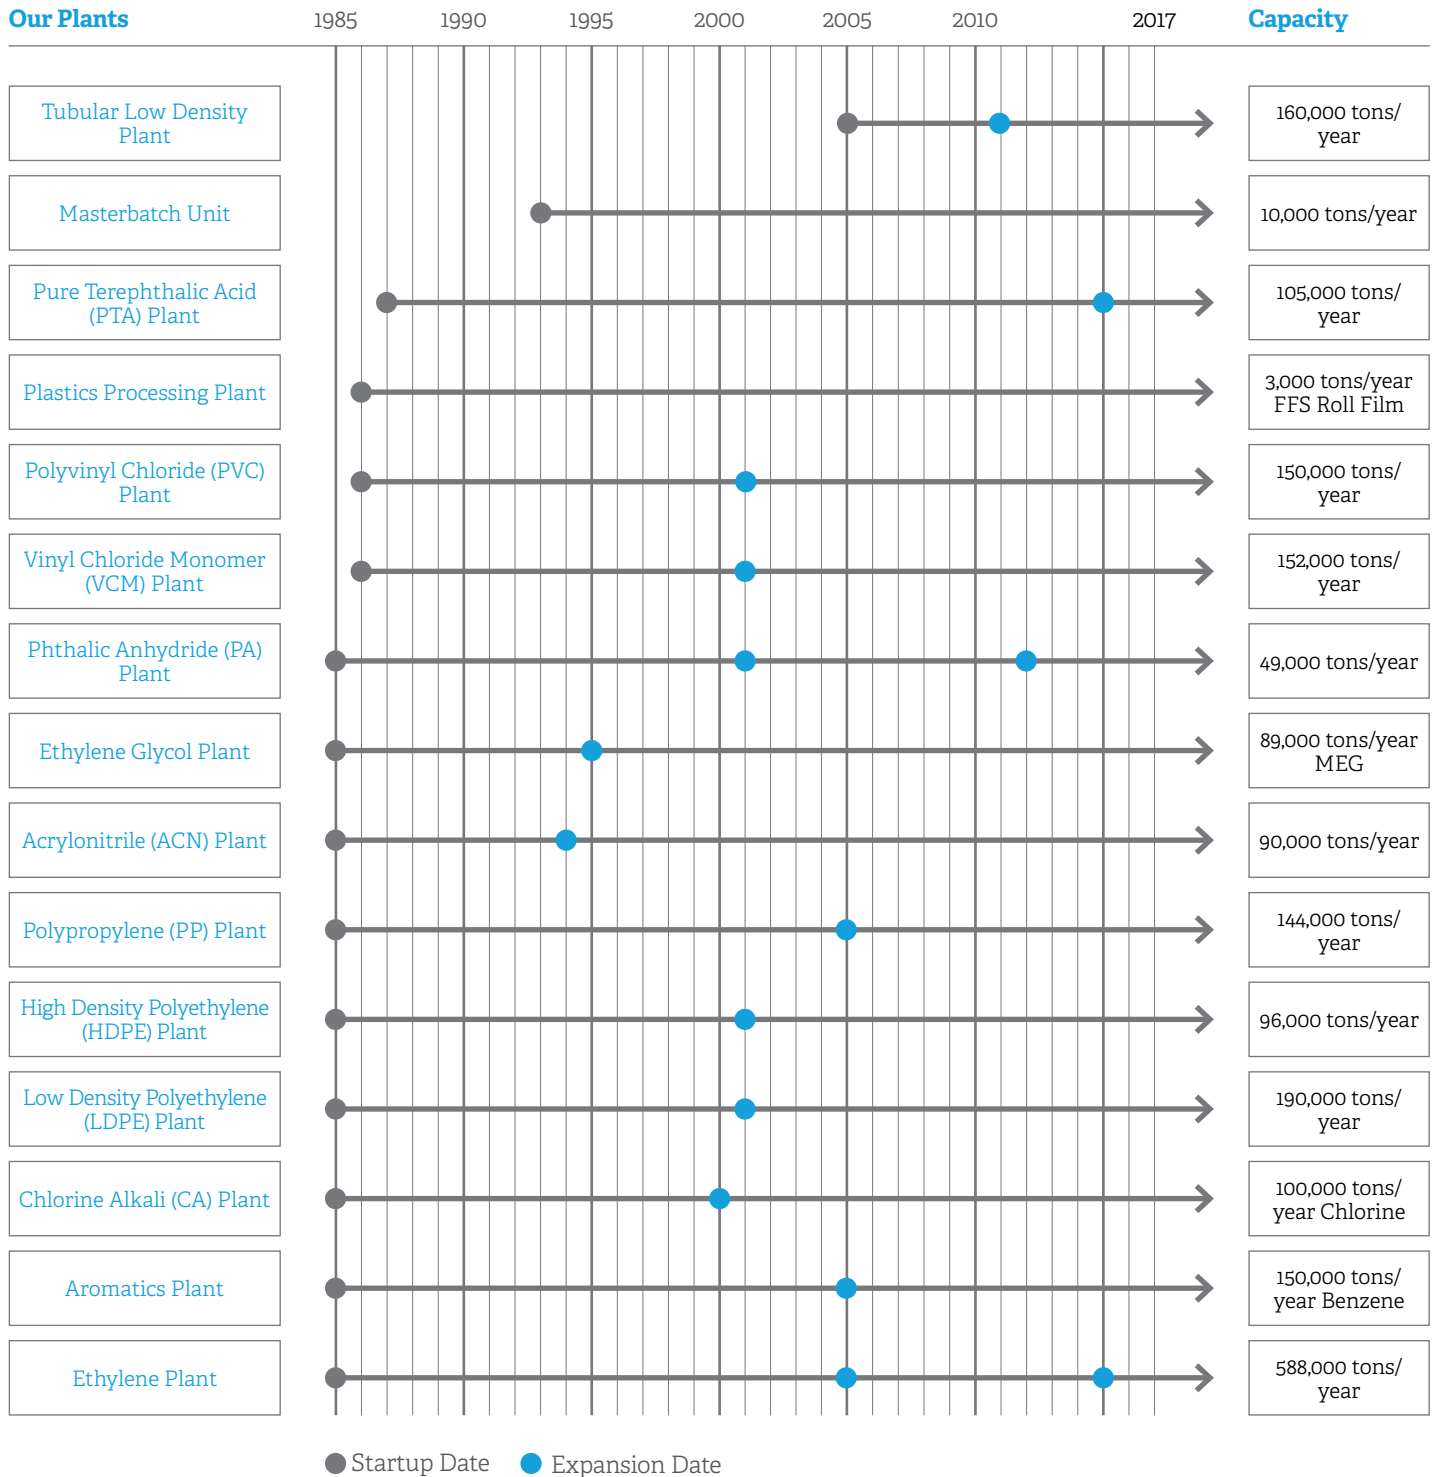 Our Plants 1985 1990 1995 2000 2005 2010 2017 Capacity
Tubular Low Density
Plant
160,000 tons/
year
Masterbatch Unit
10,000 tons/year
Pure Terephthalic Acid
(PTA) Plant
105,000 tons/
year
Plastics Processing Plant
3,000 tons/year
FFS Roll Film
Polyvinyl Chloride (PVC)
Plant
150,000 tons/
year
Vinyl Chloride Monomer
(VCM) Plant
152,000 tons/
year
Phthalic Anhydride (PA)
Plant
49,000 tons/year
Ethylene Glycol Plant
89,000 tons/year
MEG
Acrylonitrile (ACN) Plant
90,000 tons/year
Polypropylene (PP) Plant
144,000 tons/
year
High Density Polyethylene
(HDPE) Plant
96,000 tons/year
Low Density Polyethylene
(LDPE) Plant
190,000 tons/
year
Chlorine Alkali (CA) Plant
100,000 tons/
year Chlorine
Aromatics Plant
150,000 tons/
year Benzene
Ethylene Plant
588,000 tons/
year
Startup Date Expansion Date